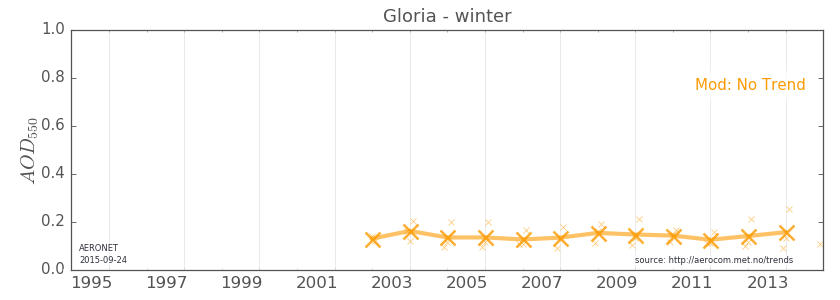 Gloria - winter
1.0
Mod: No Trend
0.8
0.6
AOD550
0.4
0.2
AERONET
2015-09-24
source: http://aerocom.met.no/trends
0.0
1995 1997 1999 2001 2003 2005 2007 2009 2011 2013